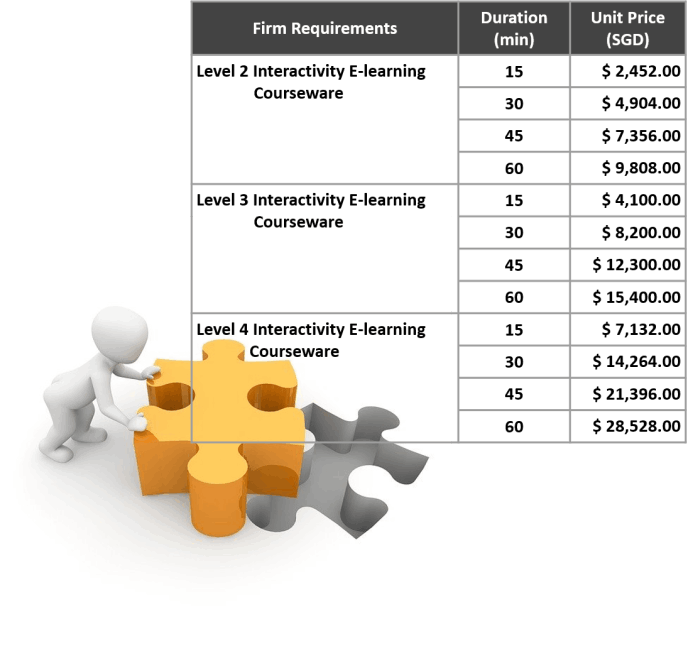 Firm Requirements
Duration
(min)
Unit Price
(SGD)
Level 2 Interactivity E-learning
Courseware
15
$ 2,452.00
30
$ 4,904.00
45
$ 7,356.00
60
$ 9,808.00
Level 3 Interactivity E-learning
Courseware
15
$ 4,100.00
30
$ 8,200.00
45
$ 12,300.00
60
$ 15,400.00
Level 4 Interactivity E-learning
Courseware
15
$ 7,132.00
30
$ 14,264.00
45
$ 21,396.00
60
$ 28,528.00